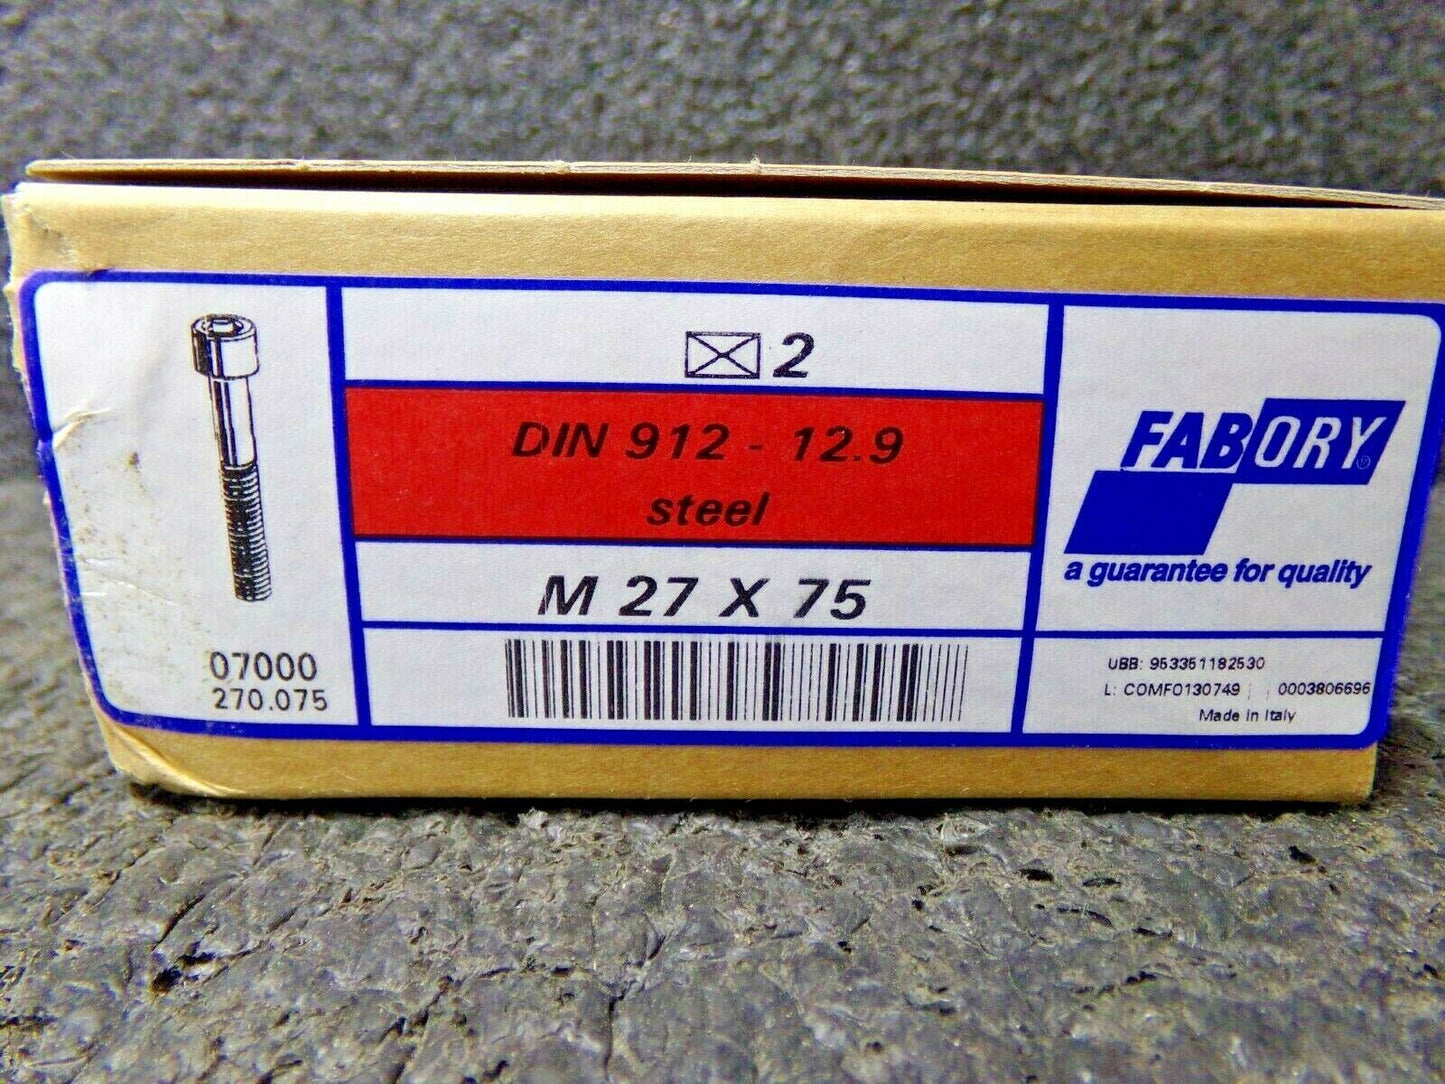 2
DIN 912 - 12.9
steel
M 27 X 75
07000
270.075
FABORY
a guarantee for quality
UBB: 953351182530
L: COMFO130749 0003806696
Made in Italy